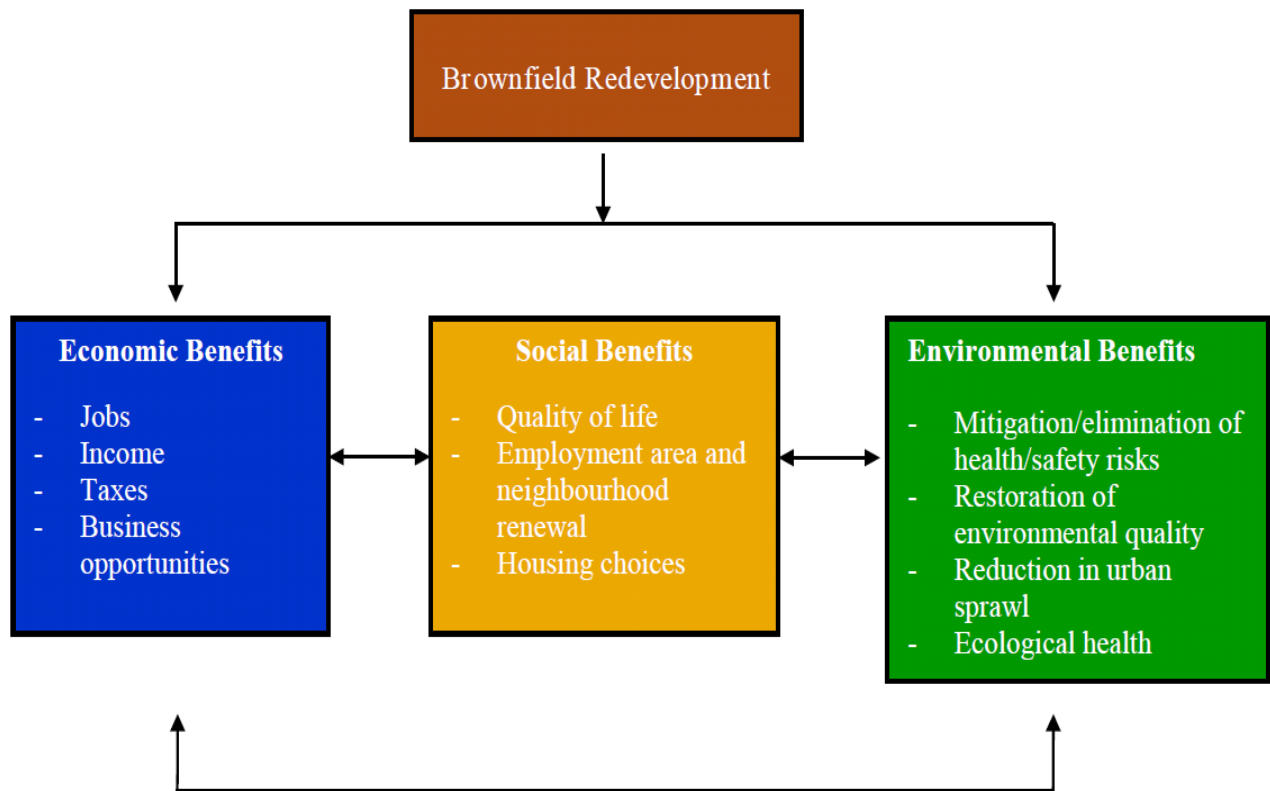 Brownfield Redevelopment
Economic Benefits
- Jobs
- Income
- Taxes
- Business
opportunities
Social Benefits
- Quality of life
- Employment area and
neighbourhood
renewal
- Housing choices
Environmental Benefits
- Mitigation/elimination of
health/safety risks
- Restoration of
environmental quality
- Reduction in urban
sprawl
- Ecological health